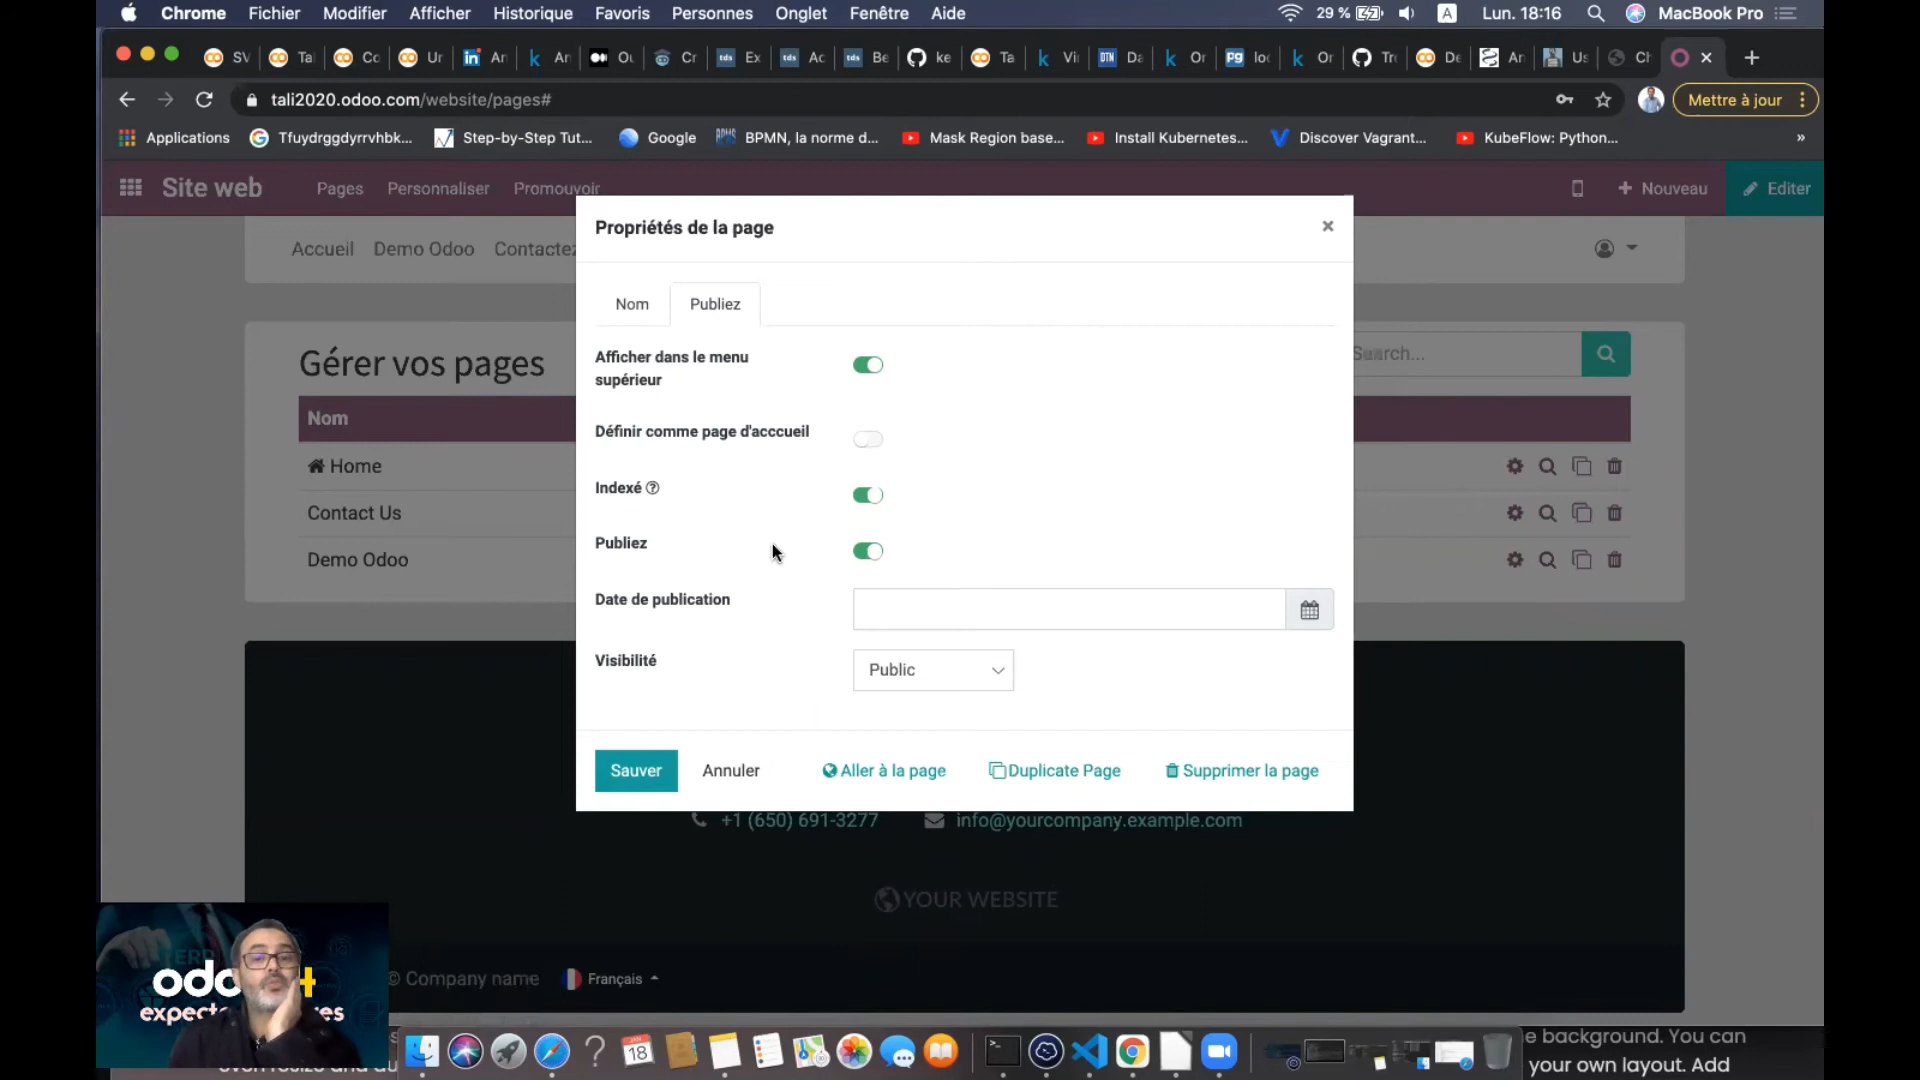 Chrome Fichier Modifier Afficher Historique Favoris Personnes Onglet Fenêtre Aide 29 % A Lun. 18:16 MacBook Pro
SV Ta Co Ur Ar Ar Ou Cr tds Ex tds Ac tds Be ke Ta Vi DTN Da Or Pg loc Or Tr De Ar Us Ch
tali2020.odoo.com/website/pages# Mettre à jour
Applications Tfuydrggdyrrvhbk... Step-by-Step Tut... Google BPMN, la norme d... Mask Region base... Install Kubernetes... Discover Vagrant... KubeFlow: Python... »
Site web Pages Personnaliser Promouvoir + Nouveau Editer
Propriétés de la page ×
Accueil Demo Odoo Contactez
Nom Publiez
Gérer vos pages
Search...
Afficher dans le menu
supérieur
Nom
Définir comme page d'acccueil
Home
Indexé
Contact Us
Publiez
Demo Odoo
Date de publication
Visibilité Public
Sauver Annuler Aller à la page Duplicate Page Supprimer la page
+1 (650) 691-3277 info@yourcompany.example.com
YOUR WEBSITE
© Company name Français
ERP
JAN
18
e background. You can
your own layout. Add